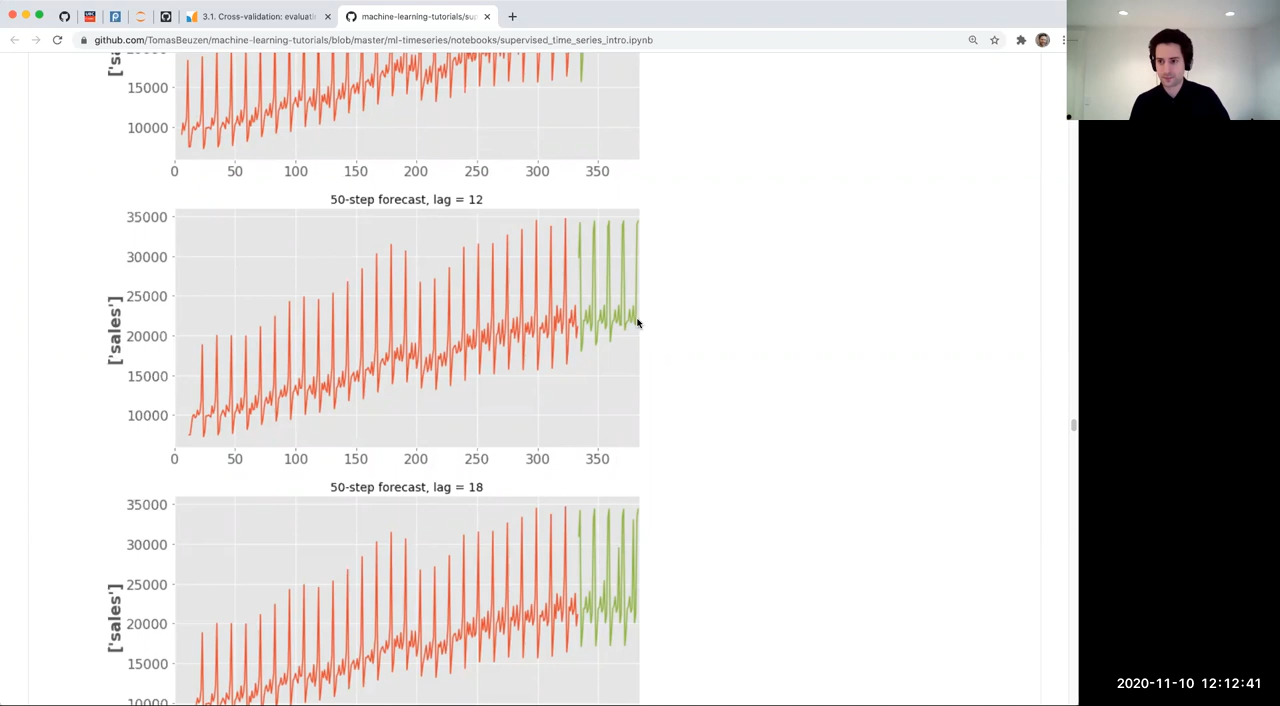 3.1. Cross-validation: evaluati
machine-learning-tutorials/su
github.com/TomasBeuzen/machine-learning-tutorials/blob/master/ml-timeseries/notebooks/supervised_time_series_intro.ipynb
['sa
15000
10000
0 50 100 150 200 250 300 350
50-step forecast, lag = 12
['sales']
35000
30000
25000
20000
15000
10000
0 50 100 150 200 250 300 350
50-step forecast, lag = 18
['sales']
35000
30000
25000
20000
15000
10000
2020-11-10 12:12:41